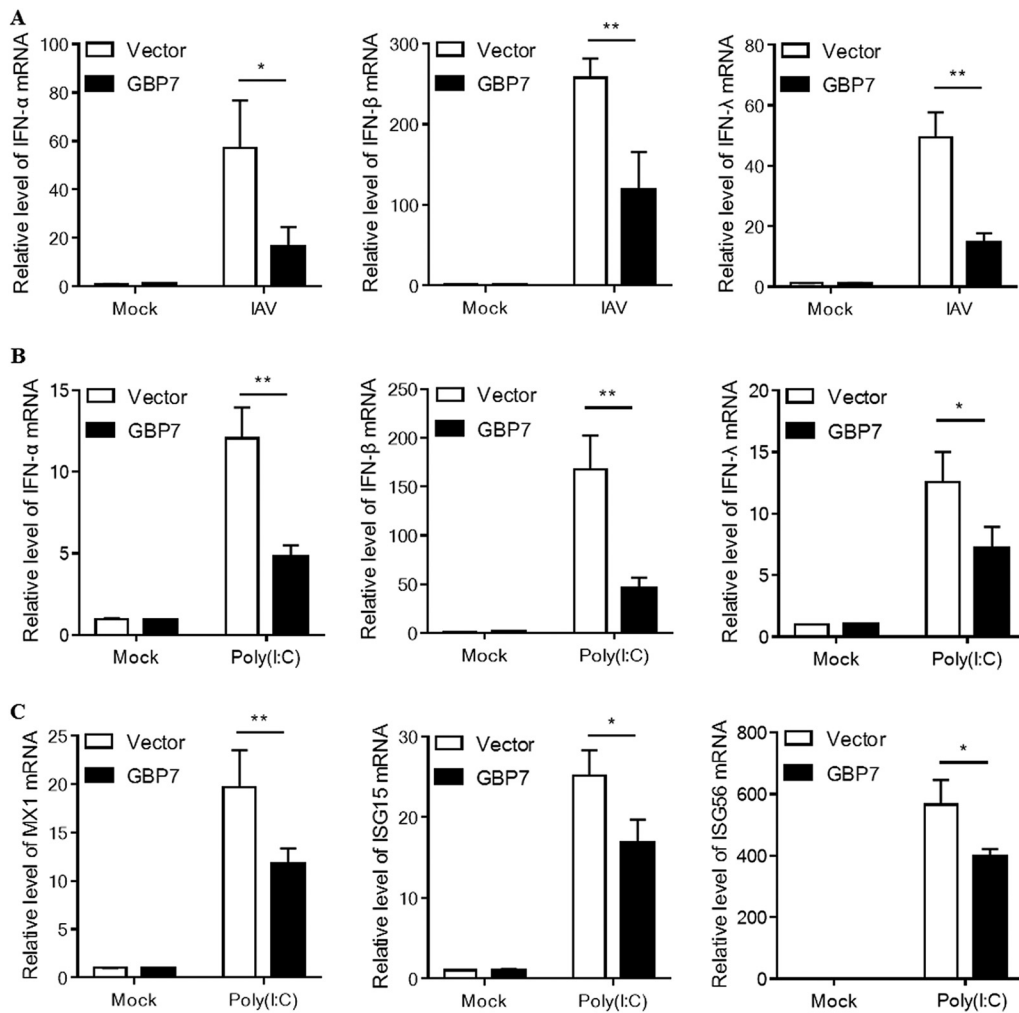 A
Relative level of IFN-α mRNA
100
80
60
40
20
0
Vector
GBP7
*
Mock
IAV
Relative level of IFN-β mRNA
300
200
100
0
Vector
GBP7
**
Mock
IAV
Relative level of IFN-λ mRNA
80
60
40
20
0
Vector
GBP7
**
Mock
IAV
B
Relative level of IFN-α mRNA
15
10
5
0
Vector
GBP7
**
Mock
Poly(I:C)
Relative level of IFN-β mRNA
250
200
150
100
50
0
Vector
GBP7
**
Mock
Poly(I:C)
Relative level of IFN-λ mRNA
20
15
10
5
0
Vector
GBP7
*
Mock
Poly(I:C)
C
Relative level of MX1 mRNA
25
20
15
10
5
0
Vector
GBP7
**
Mock
Poly(I:C)
Relative level of ISG15 mRNA
30
20
10
0
Vector
GBP7
*
Mock
Poly(I:C)
Relative level of ISG56 mRNA
800
600
400
200
0
Vector
GBP7
*
Mock
Poly(I:C)